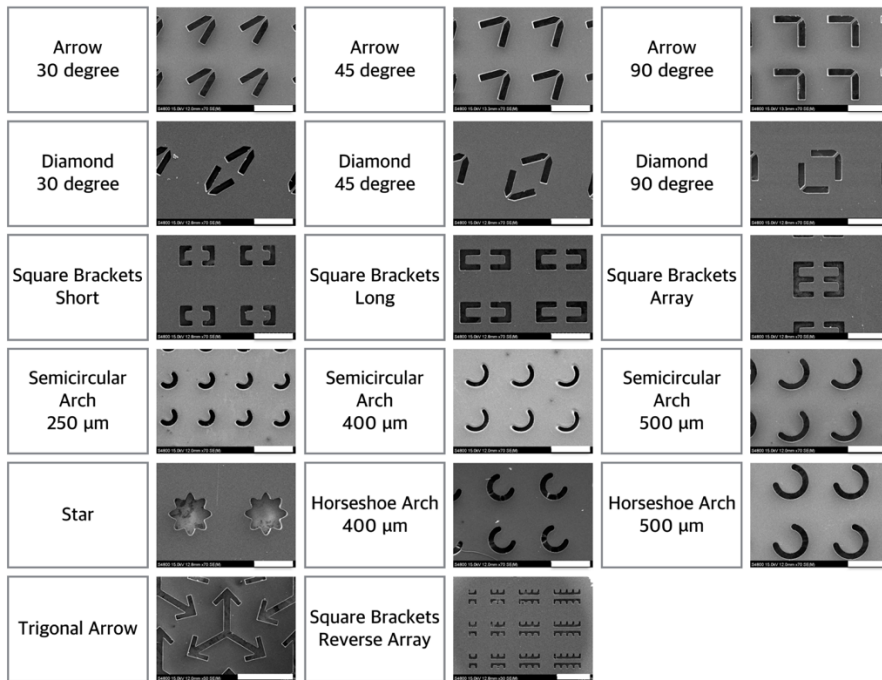 Arrow
30 degree
Arrow
45 degree
Arrow
90 degree
Diamond
30 degree
Diamond
45 degree
Diamond
90 degree
Square Brackets
Short
Square Brackets
Long
Square Brackets
Array
Semicircular
Arch
250 μm
Semicircular
Arch
400 μm
Semicircular
Arch
500 μm
Star
Horseshoe Arch
400 μm
Horseshoe Arch
500 μm
Trigonal Arrow
Square Brackets
Reverse Array